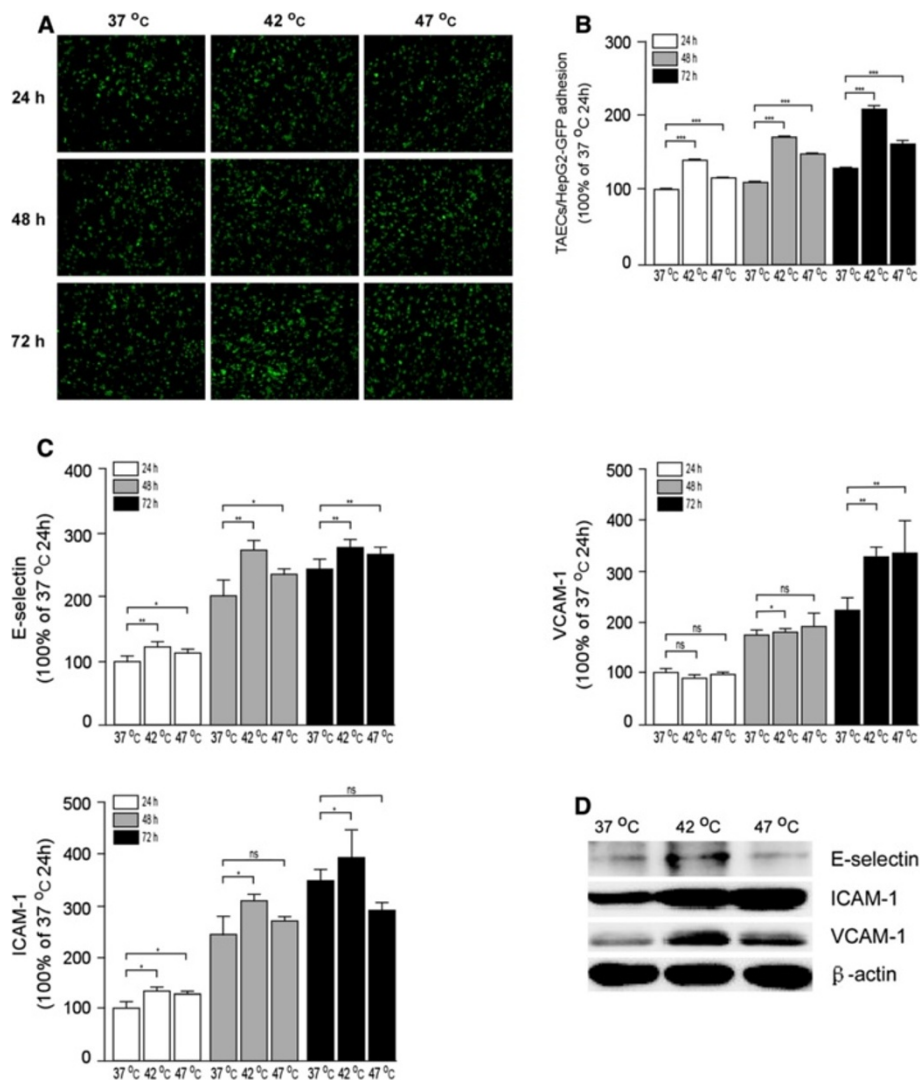 A
37 °C 42 °C 47 °C
24 h
48 h
72 h
B
TAECs/HepG2-GFP adhesion
(100% of 37 °C 24h)
300
200
100
0
24 h
48 h
72 h
*** *** *** *** *** ***
37 °C 42 °C 47 °C 37 °C 42 °C 47 °C 37 °C 42 °C 47 °C
C
E-selectin
(100% of 37 °C 24h)
400
300
200
100
0
24 h
48 h
72 h
** * ** * ** **
37 °C 42 °C 47 °C 37 °C 42 °C 47 °C 37 °C 42 °C 47 °C
VCAM-1
(100% of 37 °C 24h)
500
400
300
200
100
0
24 h
48 h
72 h
ns ns * ns ** **
37 °C 42 °C 47 °C 37 °C 42 °C 47 °C 37 °C 42 °C 47 °C
ICAM-1
(100% of 37 °C 24h)
500
400
300
200
100
0
24 h
48 h
72 h
* * * ns * ns
37 °C 42 °C 47 °C 37 °C 42 °C 47 °C 37 °C 42 °C 47 °C
D
37 °C 42 °C 47 °C
E-selectin
ICAM-1
VCAM-1
β-actin